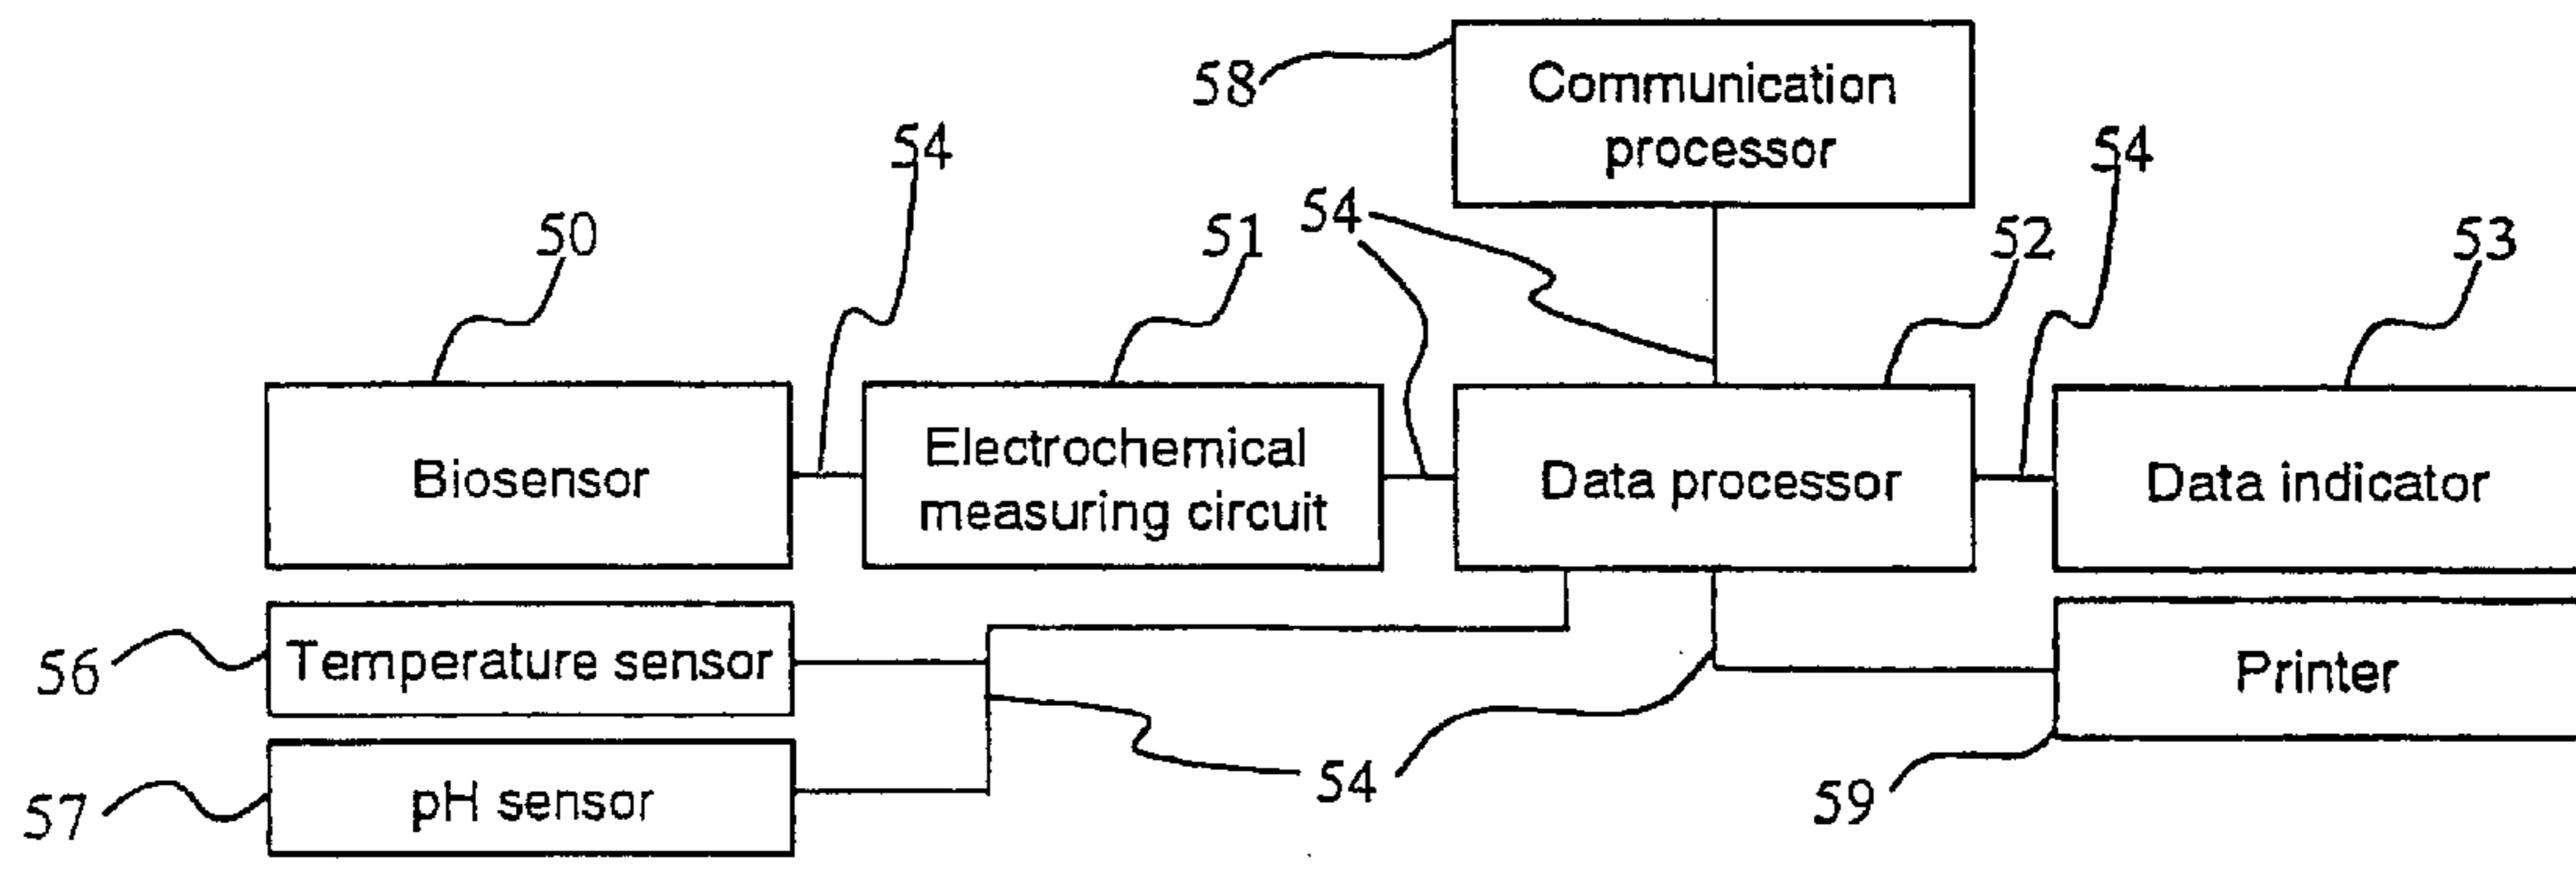 58
Communication
processor
54
54
54
50
51
52
53
Biosensor
Electrochemical
measuring circuit
Data processor
Data indicator
56
Temperature sensor
Printer
57
pH sensor
54
59